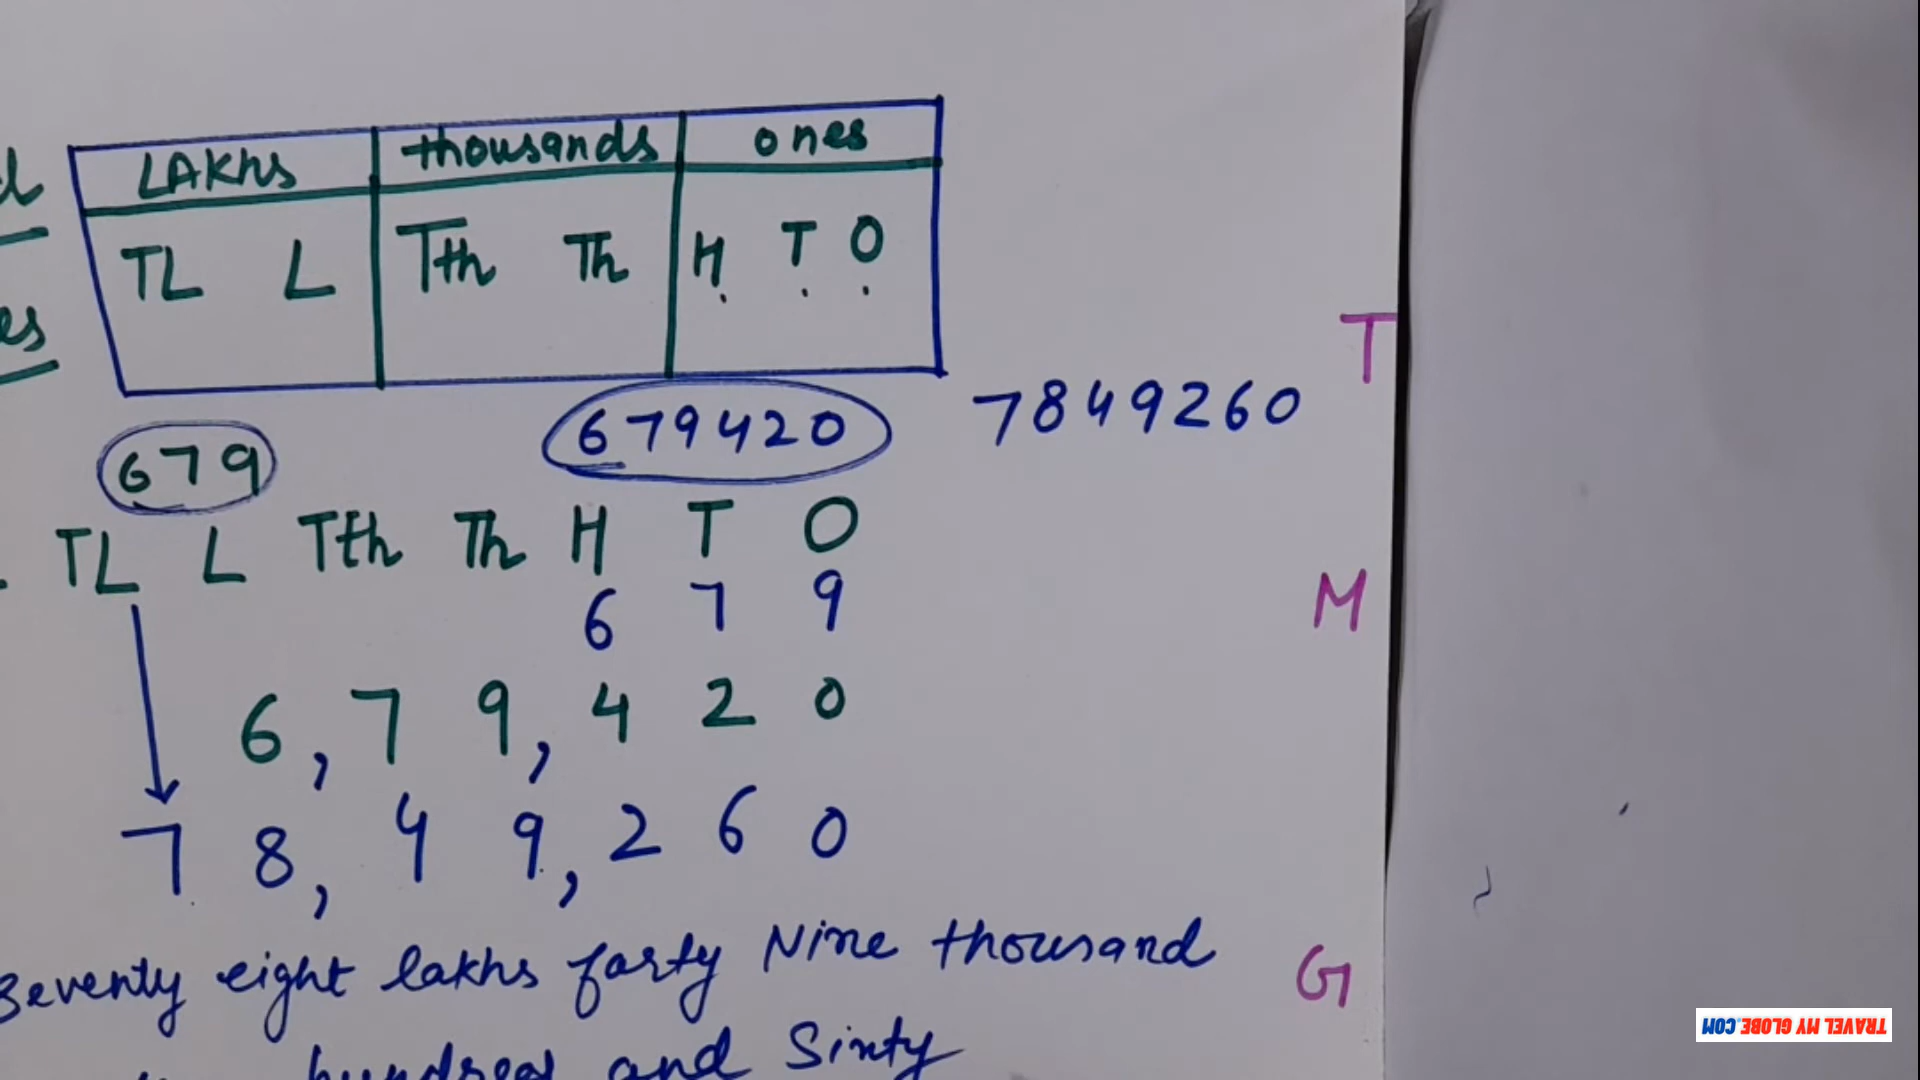 LAKhs thousands ones
TL L Tth Th H T O
es
679 679420 7849260 T
TL L Tth Th H T O
6 7 9 M
6, 7 9, 4 2 0
7 8, 4 9, 2 6 0
Seventy eight lakhs forty Nine thousand G
hundred and Sixty
TRAVEL MY GLOBE.COM